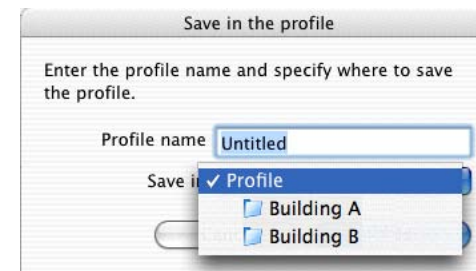 Save in the profile
Enter the profile name and specify where to save
the profile.
Profile name Untitled
Save i ✓ Profile
Building A
Building B